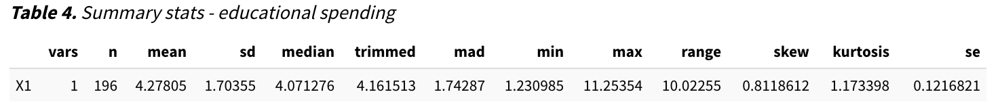 Table 4. Summary stats - educational spending
vars n mean sd median trimmed mad min max range skew kurtosis se
X1 1 196 4.27805 1.70355 4.071276 4.161513 1.74287 1.230985 11.25354 10.02255 0.8118612 1.173398 0.1216821